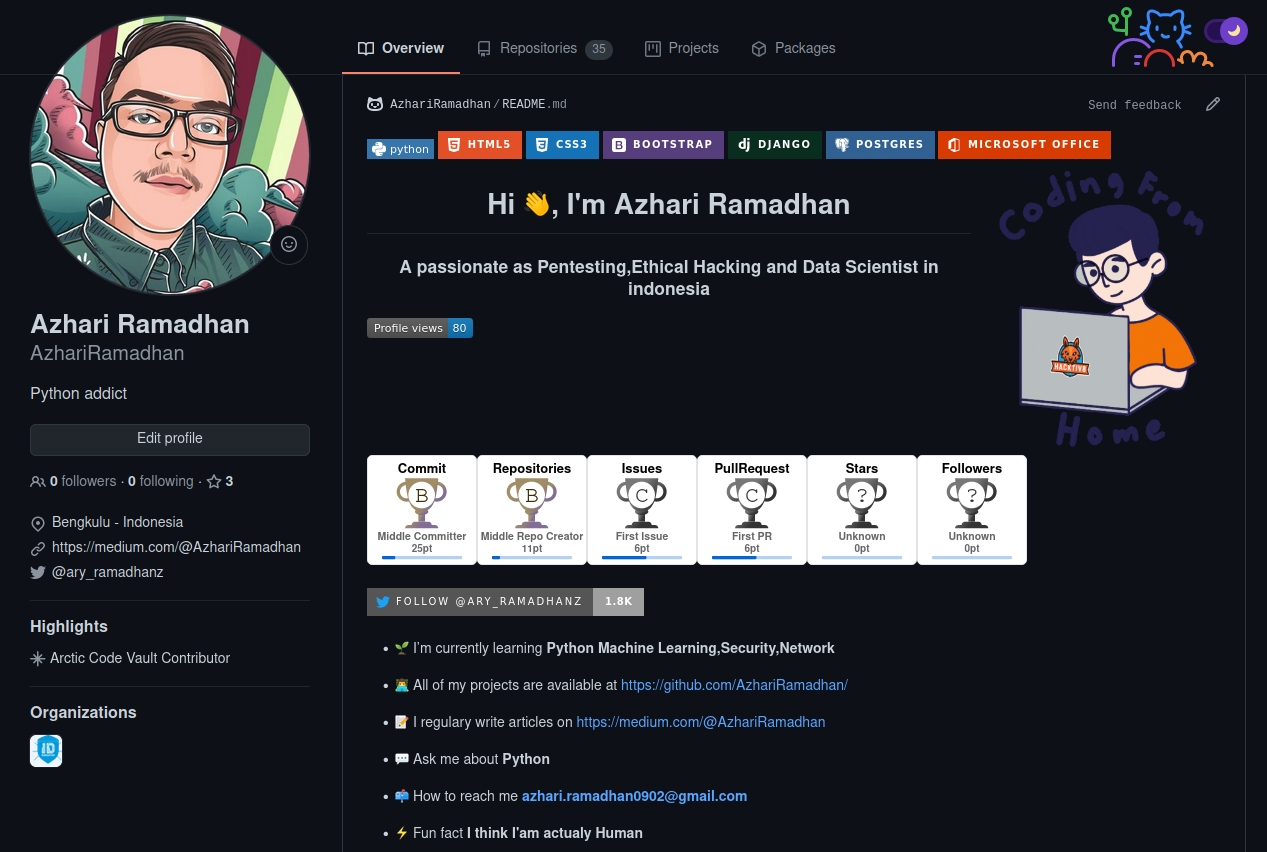 Overview
Repositories 35
Projects
Packages
AzhariRamadhan/README.md
Send feedback
python
HTML5
CSS3
BOOTSTRAP
dj DJANGO
POSTGRES
MICROSOFT OFFICE
Hi 👋, I'm Azhari Ramadhan
A passionate as Pentesting,Ethical Hacking and Data Scientist in
indonesia
Profile views 80
Coding From
HACKTIV8
Home
Azhari Ramadhan
AzhariRamadhan
Python addict
Edit profile
0 followers · 0 following · 3
Bengkulu - Indonesia
https://medium.com/@AzhariRamadhan
@ary_ramadhanz
Highlights
Arctic Code Vault Contributor
Organizations
ID
Commit
B
Middle Committer
25pt
Repositories
B
Middle Repo Creator
11pt
Issues
C
First Issue
6pt
PullRequest
C
First PR
6pt
Stars
?
Unknown
0pt
Followers
?
Unknown
0pt
FOLLOW @ARY_RAMADHANZ 1.8K
• 🌱 I'm currently learning Python Machine Learning,Security,Network
• 👨‍💻 All of my projects are available at https://github.com/AzhariRamadhan/
• 📝 I regulary write articles on https://medium.com/@AzhariRamadhan
• 💬 Ask me about Python
• 📫 How to reach me azhari.ramadhan0902@gmail.com
• ⚡ Fun fact I think I'am actualy Human